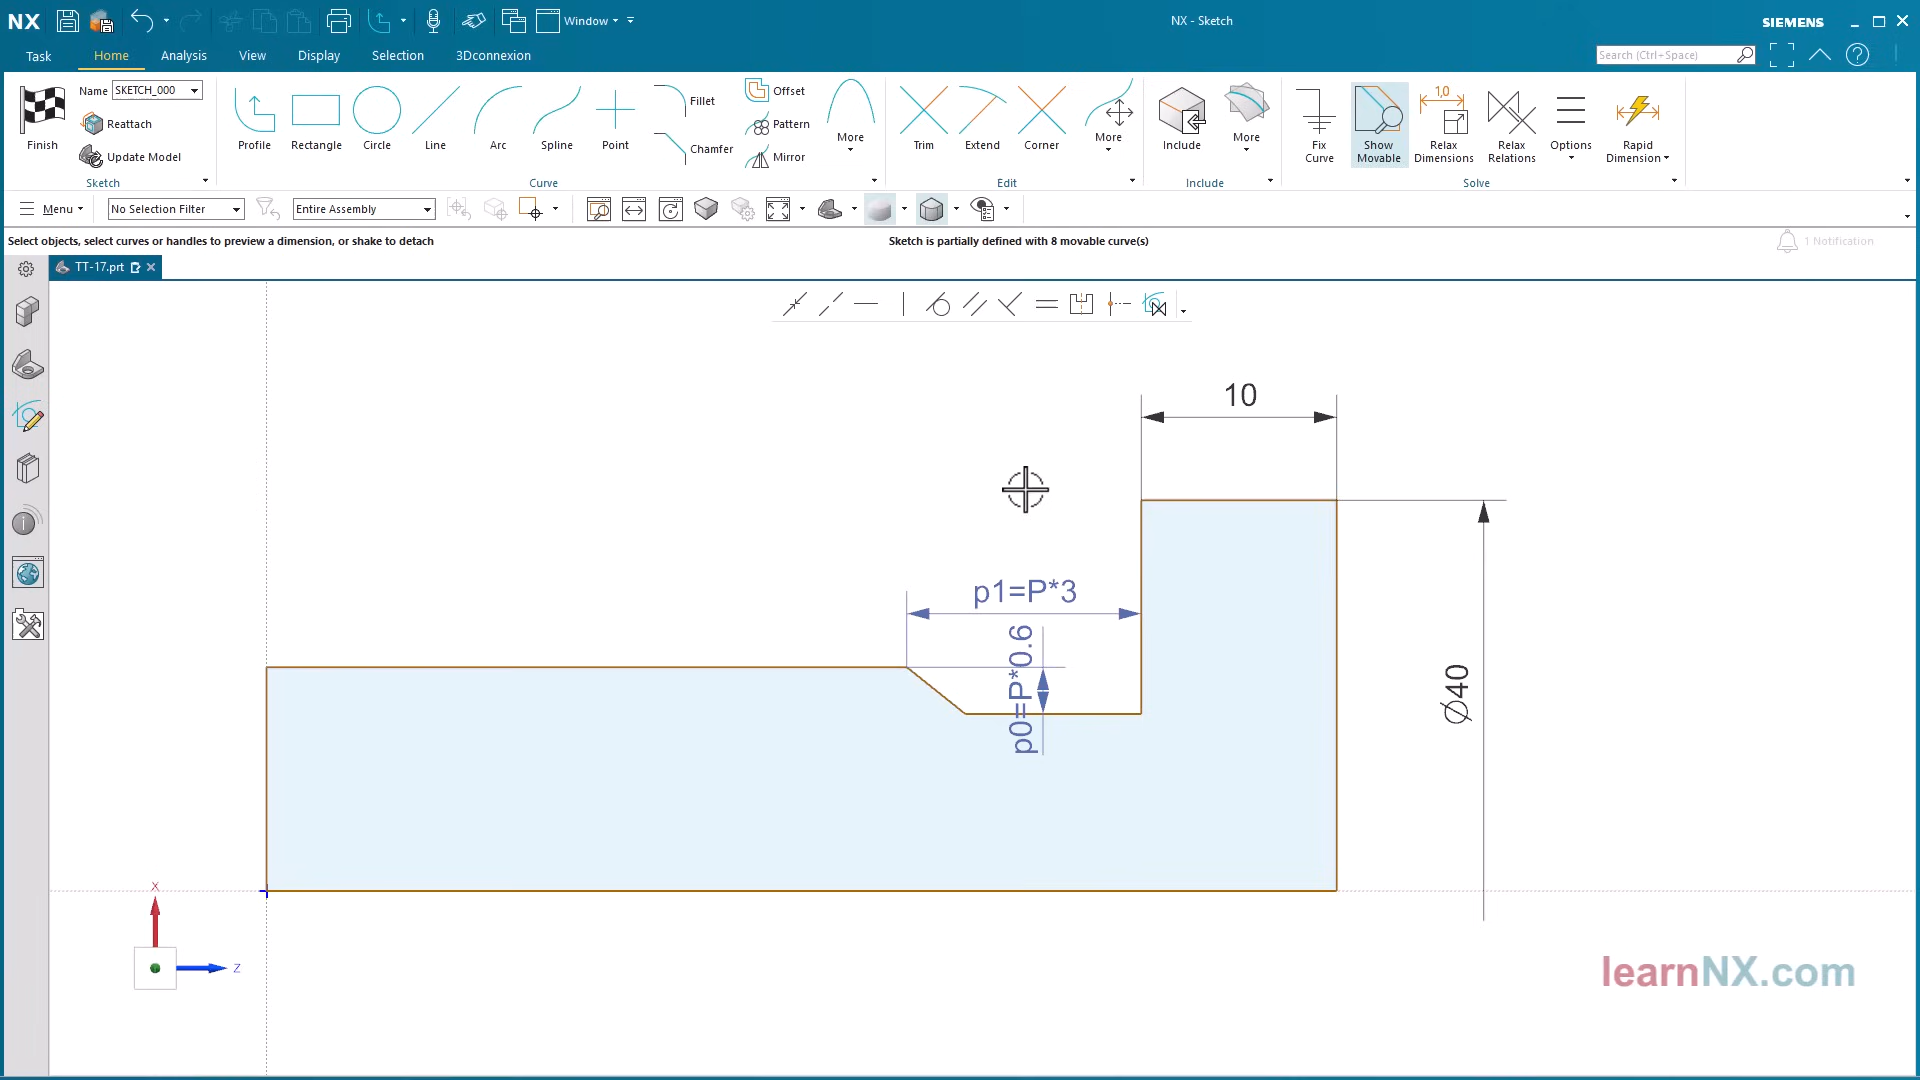 NX
Window
NX - Sketch
SIEMENS
Task
Home
Analysis
View
Display
Selection
3Dconnexion
Search (Ctrl+Space)
Finish
Name SKETCH_000
Reattach
Update Model
Sketch
Profile
Rectangle
Circle
Line
Arc
Spline
Point
Fillet
Chamfer
Offset
Pattern
Mirror
More
Curve
Trim
Extend
Corner
More
Edit
Include
More
Include
Fix
Curve
Show
Movable
1,0
Relax
Dimensions
Relax
Relations
Options
Rapid
Dimension
Solve
Menu
No Selection Filter
Entire Assembly
Select objects, select curves or handles to preview a dimension, or shake to detach
Sketch is partially defined with 8 movable curve(s)
1 Notification
TT-17.prt
10
p1=P*3
p0=P*0.6
Ø40
X
Z
learnNX.com